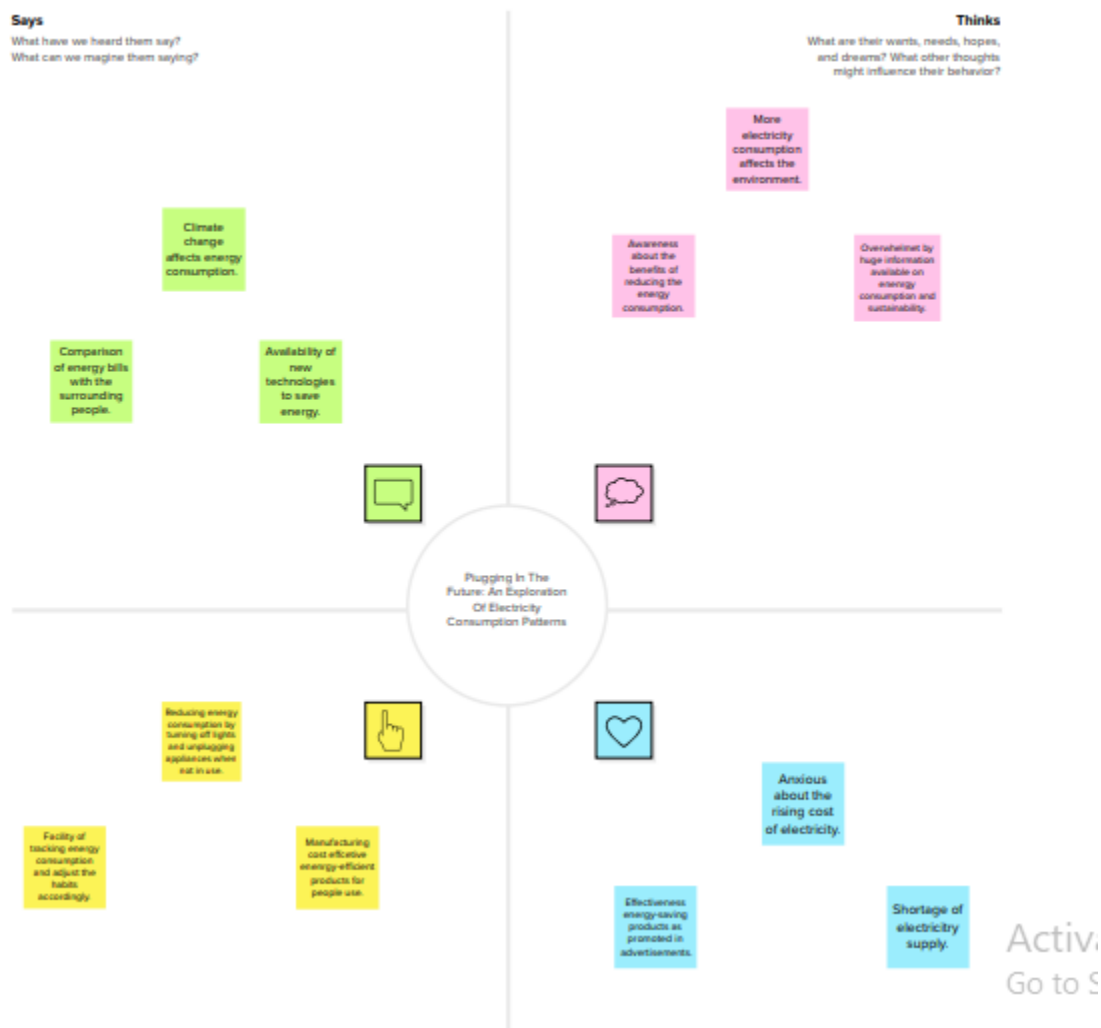 Says
What have we heard them say?
What can we magine them saying?
Thinks
What are their wants, needs, hopes,
and dreams? What other thoughts
might influence their behavior?
More
electricity
consumption
affects the
environment.
Climate
change
affects energy
consumption.
Awareness
about the
benefits of
reducing the
energy
consumption.
Overwhelmet by
huge information
available on
enenrgy
consumption and
sustainability.
Comparison
of energy bills
with the
surrounding
people.
Availability of
new
technologies
to save
energy.
Plugging In The
Future: An Exploration
Of Electricity
Consumption Patterns
Reducing energy
consumption by
turning off lights
and unplugging
appliances when
not in use.
Facility of
tracking energy
consumption
and adjust the
habits
accordingly.
Manufacturing
cost effcetive
enenrgy-efficient
products for
people use.
Anxious
about the
rising cost
of electricity.
Effectiveness
energy-saving
products as
promoted in
advertisements.
Shortage of
electricitry
supply.
Activa
Go to S